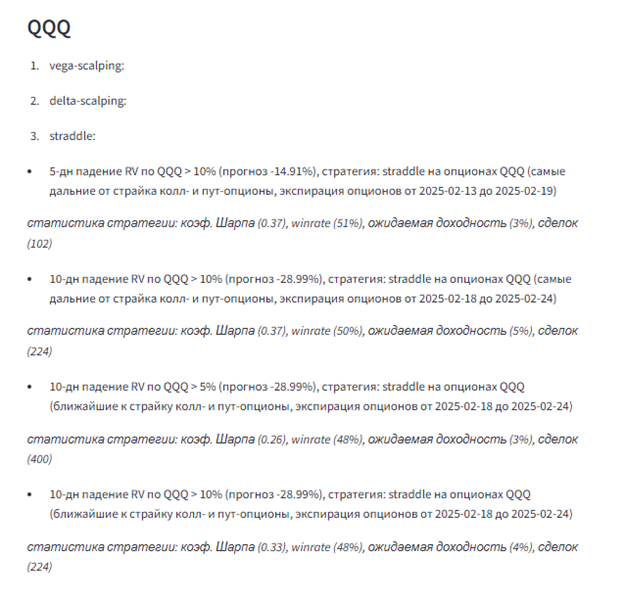 QQQ
1. vega-scalping:
2. delta-scalping:
3. straddle:
• 5-дн падение RV по QQQ > 10% (прогноз -14.91%), стратегия: straddle на опционах QQQ (самые
дальние от страйка колл- и пут-опционы, экспирация опционов от 2025-02-13 до 2025-02-19)
статистика стратегии: коэф. Шарпа (0.37), winrate (51%), ожидаемая доходность (3%), сделок
(102)
• 10-дн падение RV по QQQ > 10% (прогноз -28.99%), стратегия: straddle на опционах QQQ (самые
дальние от страйка колл- и пут-опционы, экспирация опционов от 2025-02-18 до 2025-02-24)
статистика стратегии: коэф. Шарпа (0.37), winrate (50%), ожидаемая доходность (5%), сделок
(224)
• 10-дн падение RV по QQQ > 5% (прогноз -28.99%), стратегия: straddle на опционах QQQ
(ближайшие к страйку колл- и пут-опционы, экспирация опционов от 2025-02-18 до 2025-02-24)
статистика стратегии: коэф. Шарпа (0.26), winrate (48%), ожидаемая доходность (3%), сделок
(400)
• 10-дн падение RV по QQQ > 10% (прогноз -28.99%), стратегия: straddle на опционах QQQ
(ближайшие к страйку колл- и пут-опционы, экспирация опционов от 2025-02-18 до 2025-02-24)
статистика стратегии: коэф. Шарпа (0.33), winrate (48%), ожидаемая доходность (4%), сделок
(224)